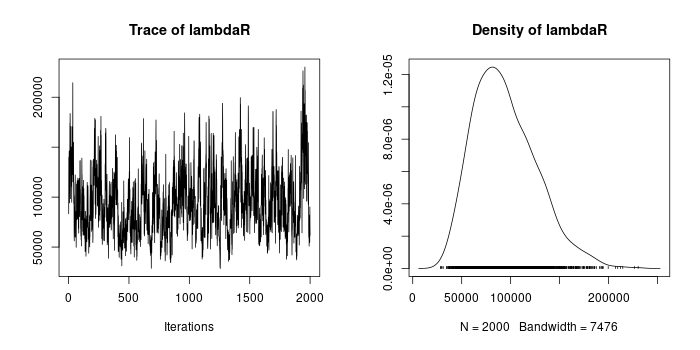 Trace of lambdaR
200000
100000
50000
0 500 1000 1500 2000
Iterations
Density of lambdaR
1.2e-05
8.0e-06
4.0e-06
0.0e+00
0 50000 100000 200000
N = 2000 Bandwidth = 7476